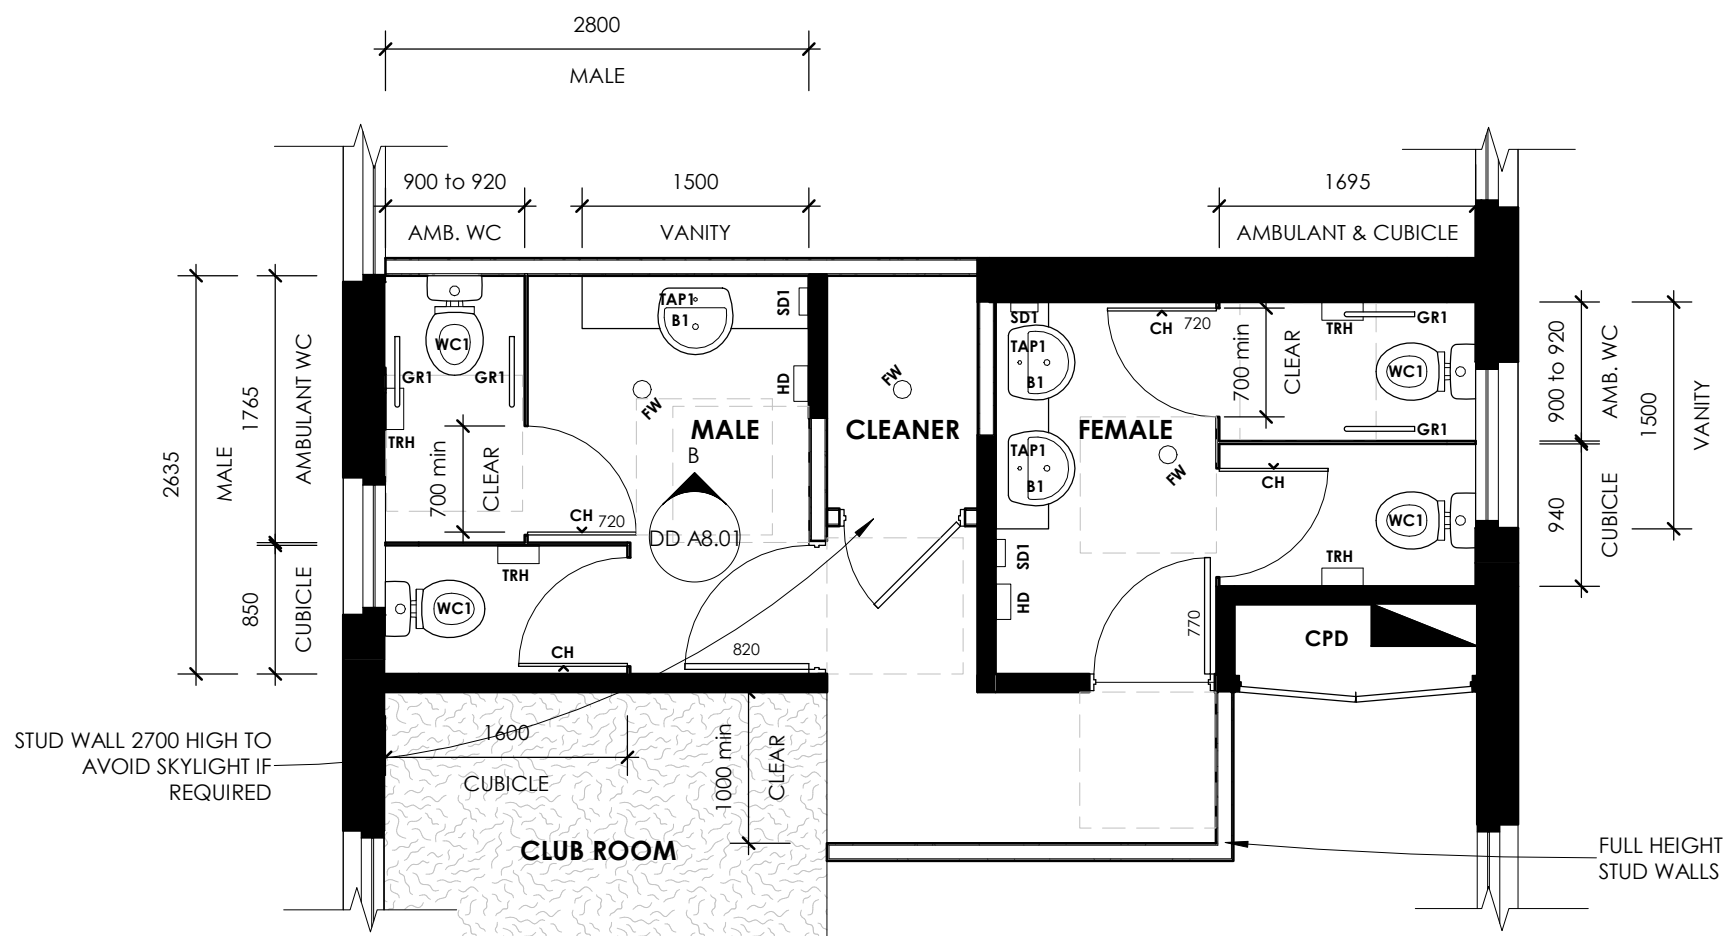 2800
MALE
900 to 920
1500
1695
AMB. WC
VANITY
AMBULANT & CUBICLE
TAP1
B1
SD1
WC1
GR1
GR1
HD
FW
TRH
700 min
CLEAR
MALE
B
CH
720
DD A8.01
TRH
WC1
CH
820
2635
MALE
1765
AMBULANT WC
850
CUBICLE
FW
CLEANER
SD1
TAP1
B1
CH
720
700 min
CLEAR
TRH
GR1
WC1
GR1
FEMALE
TAP1
B1
FW
CH
WC1
TRH
SD1
HD
770
CPD
900 to 920
AMB. WC
940
CUBICLE
1500
VANITY
STUD WALL 2700 HIGH TO
AVOID SKYLIGHT IF
REQUIRED
1600
CUBICLE
1000 min
CLEAR
CLUB ROOM
FULL HEIGHT
STUD WALLS